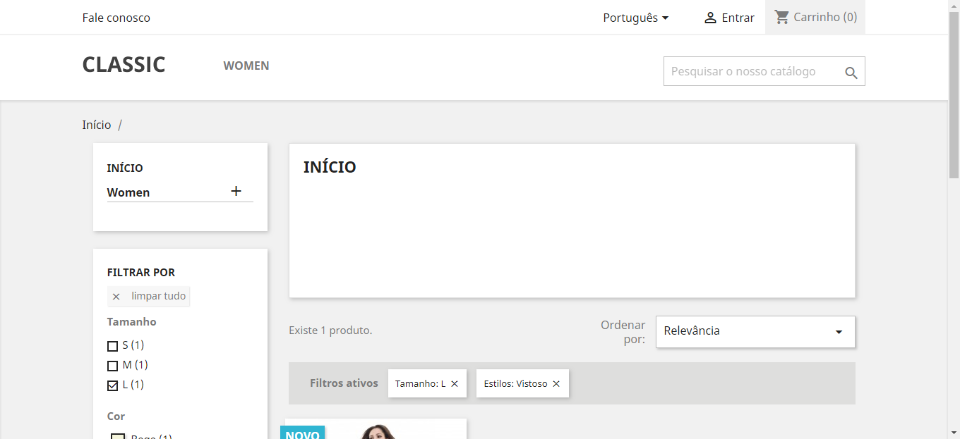 Fale conosco
Português
Entrar
Carrinho (0)
CLASSIC
WOMEN
Pesquisar o nosso catálogo
Início /
INÍCIO
Women
INÍCIO
FILTRAR POR
limpar tudo
Tamanho
S (1)
M (1)
L (1)
Cor
Bege (1)
Existe 1 produto.
Ordenar
por:
Relevância
Filtros ativos
Tamanho: L
Estilos: Vistoso
NOVO